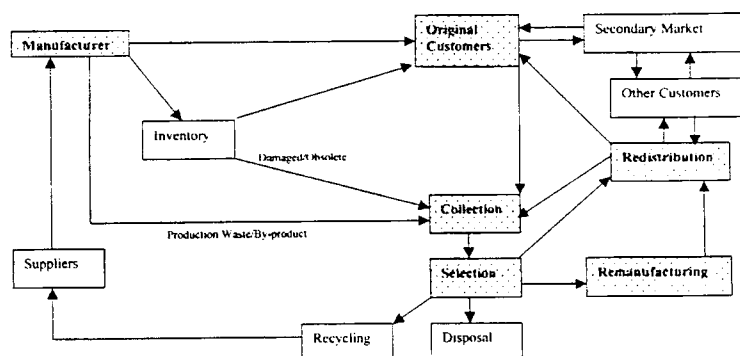 Original
Customers
Secondary Market
Manufacturer
Other Customers
Inventory
Damaged/Obsolete
Redistribution
Collection
Production Waste/By-product
Suppliers
Selection
Remanufacturing
Recycling
Disposal